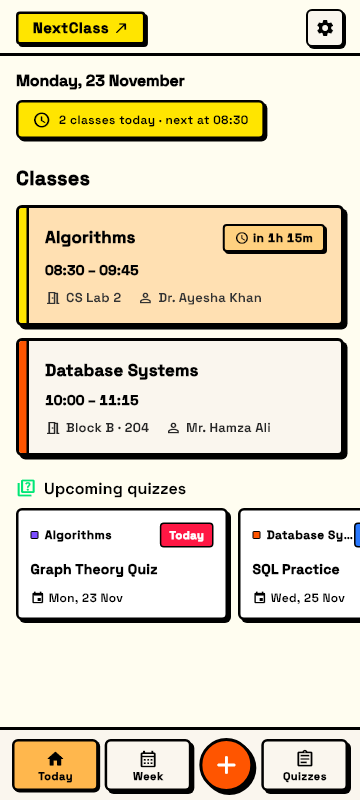 NextClass ↗
Monday, 23 November
2 classes today · next at 08:30
Classes
Algorithms
in 1h 15m
08:30 – 09:45
CS Lab 2
Dr. Ayesha Khan
Database Systems
10:00 – 11:15
Block B · 204
Mr. Hamza Ali
Upcoming quizzes
Algorithms
Today
Graph Theory Quiz
Mon, 23 Nov
Database Sy...
SQL Practice
Wed, 25 Nov
Today
Week
Quizzes